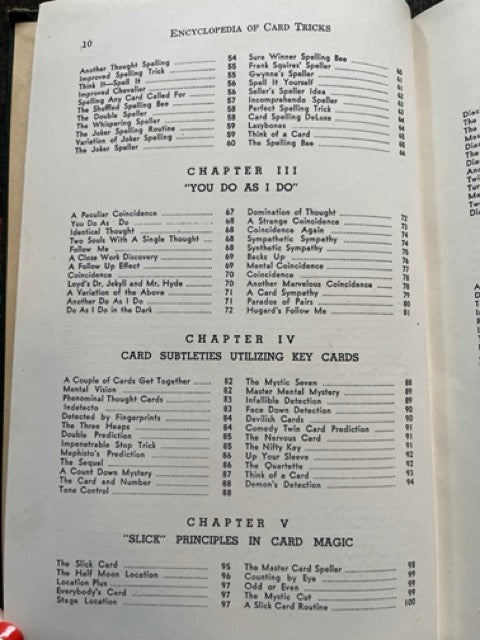 10
ENCYCLOPEDIA OF CARD TRICKS
Another Thought Spelling 54
Improved Spelling Trick 55
Think It—Spell It 55
Improved Chevalier 56
Spelling Any Card Called For 56
The Shuffled Spelling Bee 57
The Double Speller 58
The Whispering Speller 58
The Joker Spelling Routine 59
Variation of Joker Spelling 59
The Joker Speller 60
Sure Winner Spelling Bee
Frank Squires' Speller
Gwynne's Speller
Spell It Yourself
Seller's Speller Idea
Incomprehendo Speller
Perfect Spelling Trick
Card Spelling DeLuxe
Lazybones
Think of a Card
The Spelling Bee
CHAPTER III
"YOU DO AS I DO"
A Peculiar Coincidence 67
You Do As I Do 68
Identical Thought 68
Two Souls With A Single Thought 68
Follow Me 68
A Close Work Discovery 69
A Follow Up Effect 69
Coincidence 70
Loyd's Dr. Jekyll and Mr. Hyde 70
A Variation of the Above 71
Another Do As I Do 71
Do As I Do in the Dark 72
Domination of Thought 72
A Strange Coincidence 73
Coincidence Again 74
Sympathetic Sympathy 74
Synthetic Sympathy 75
Backs Up 76
Mental Coincidence 77
Coincidence 78
Another Marvelous Coincidence 78
A Card Sympathy 79
Paradox of Pairs 80
Hugard's Follow Me 81
CHAPTER IV
CARD SUBTLETIES UTILIZING KEY CARDS
A Couple of Cards Get Together 82
Mental Vision 82
Phenominal Thought Cards 83
Indetecto 83
Detected by Fingerprints 84
The Three Heaps 84
Double Prediction 85
Impenetrable Stop Trick 85
Mephisto's Prediction 86
The Sequel 86
A Count Down Mystery 87
The Card and Number 88
Tone Control 88
The Mystic Seven 88
Master Mental Mystery 89
Infallible Detection 89
Face Down Detection 90
Devilish Cards 90
Comedy Twin Card Prediction 91
The Nervous Card 91
The Nifty Key 91
Up Your Sleeve 92
The Quartette 92
Think of a Card 93
Demon's Detection 94
CHAPTER V
"SLICK" PRINCIPLES IN CARD MAGIC
The Slick Card 95
The Half Moon Location 96
Location Plus 97
Everybody's Card 97
Stage Location 97
The Master Card Speller 98
Counting by Eye 99
Odd or Even 99
The Mystic Cut 99
A Slick Card Routine 100